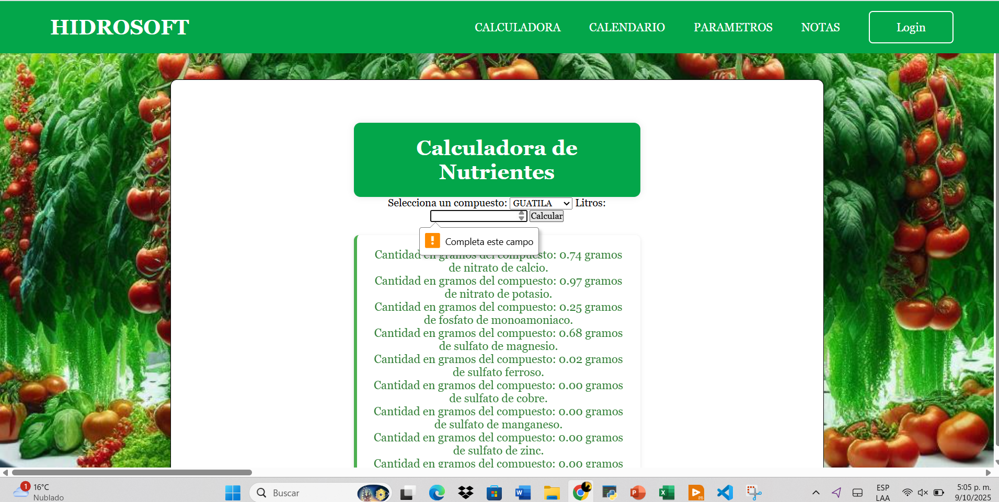 HIDROSOFT
CALCULADORA CALENDARIO PARAMETROS NOTAS Login
Calculadora de
Nutrientes
Selecciona un compuesto: GUATILA Litros:
Calcular
Completa este campo
Cantidad en gramos del compuesto: 0.74 gramos
de nitrato de calcio.
Cantidad en gramos del compuesto: 0.97 gramos
de nitrato de potasio.
Cantidad en gramos del compuesto: 0.25 gramos
de fosfato de monoamoniaco.
Cantidad en gramos del compuesto: 0.68 gramos
de sulfato de magnesio.
Cantidad en gramos del compuesto: 0.02 gramos
de sulfato ferroso.
Cantidad en gramos del compuesto: 0.00 gramos
de sulfato de cobre.
Cantidad en gramos del compuesto: 0.00 gramos
de sulfato de manganeso.
Cantidad en gramos del compuesto: 0.00 gramos
de sulfato de zinc.
Cantidad en gramos del compuesto: 0.00 gramos
1 16°C
Nublado
Buscar
W
P
X
26
ESP
LAA
5:05 p. m.
9/10/2025